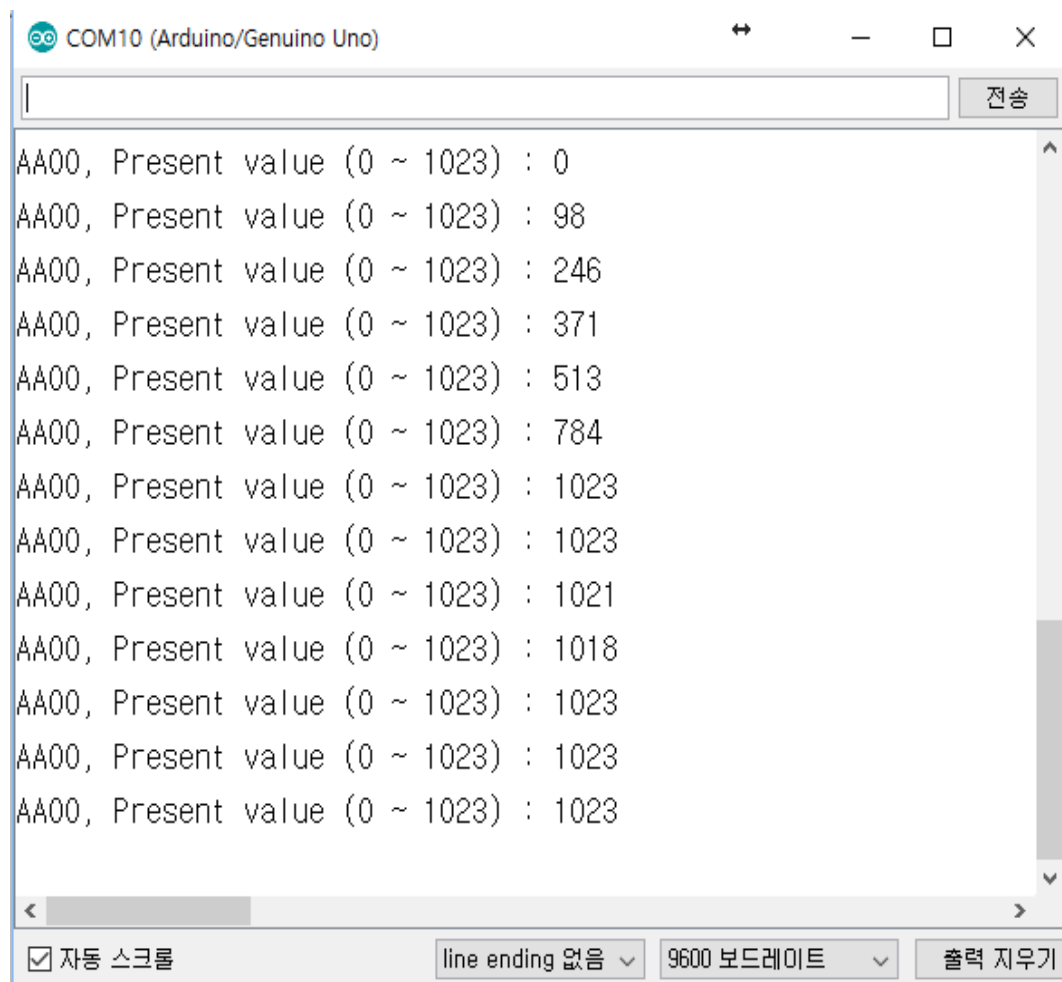 COM10 (Arduino/Genuino Uno)
전송
AA00, Present value (0 ~ 1023) : 0
AA00, Present value (0 ~ 1023) : 98
AA00, Present value (0 ~ 1023) : 246
AA00, Present value (0 ~ 1023) : 371
AA00, Present value (0 ~ 1023) : 513
AA00, Present value (0 ~ 1023) : 784
AA00, Present value (0 ~ 1023) : 1023
AA00, Present value (0 ~ 1023) : 1023
AA00, Present value (0 ~ 1023) : 1021
AA00, Present value (0 ~ 1023) : 1018
AA00, Present value (0 ~ 1023) : 1023
AA00, Present value (0 ~ 1023) : 1023
AA00, Present value (0 ~ 1023) : 1023
자동 스크롤 line ending 없음 9600 보드레이트 출력 지우기